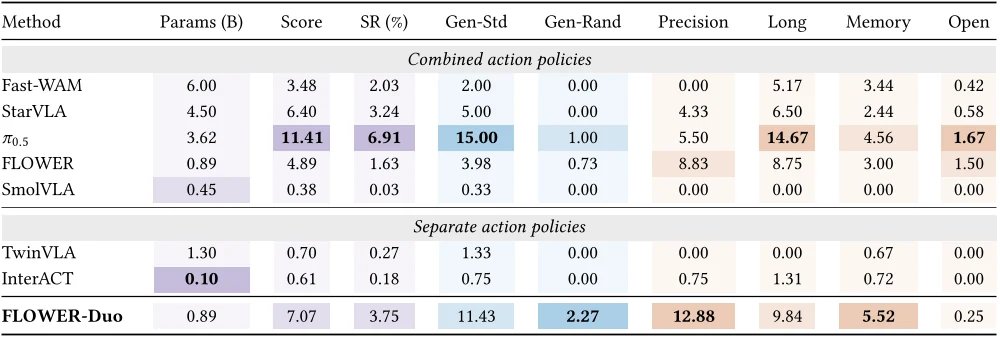 Method Params (B) Score SR (%) Gen-Std Gen-Rand Precision Long Memory Open
Combined action policies
Fast-WAM 6.00 3.48 2.03 2.00 0.00 0.00 5.17 3.44 0.42
StarVLA 4.50 6.40 3.24 5.00 0.00 4.33 6.50 2.44 0.58
π0.5 3.62 11.41 6.91 15.00 1.00 5.50 14.67 4.56 1.67
FLOWER 0.89 4.89 1.63 3.98 0.73 8.83 8.75 3.00 1.50
SmolVLA 0.45 0.38 0.03 0.33 0.00 0.00 0.00 0.00 0.00
Separate action policies
TwinVLA 1.30 0.70 0.27 1.33 0.00 0.00 0.00 0.67 0.00
InterACT 0.10 0.61 0.18 0.75 0.00 0.75 1.31 0.72 0.00
FLOWER-Duo 0.89 7.07 3.75 11.43 2.27 12.88 9.84 5.52 0.25